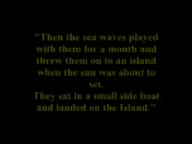 "Then the sea waves played
with them for a month and
threw them on to an island
when the sun was about to
set.
They sat in a small side boat
and landed on the Island."